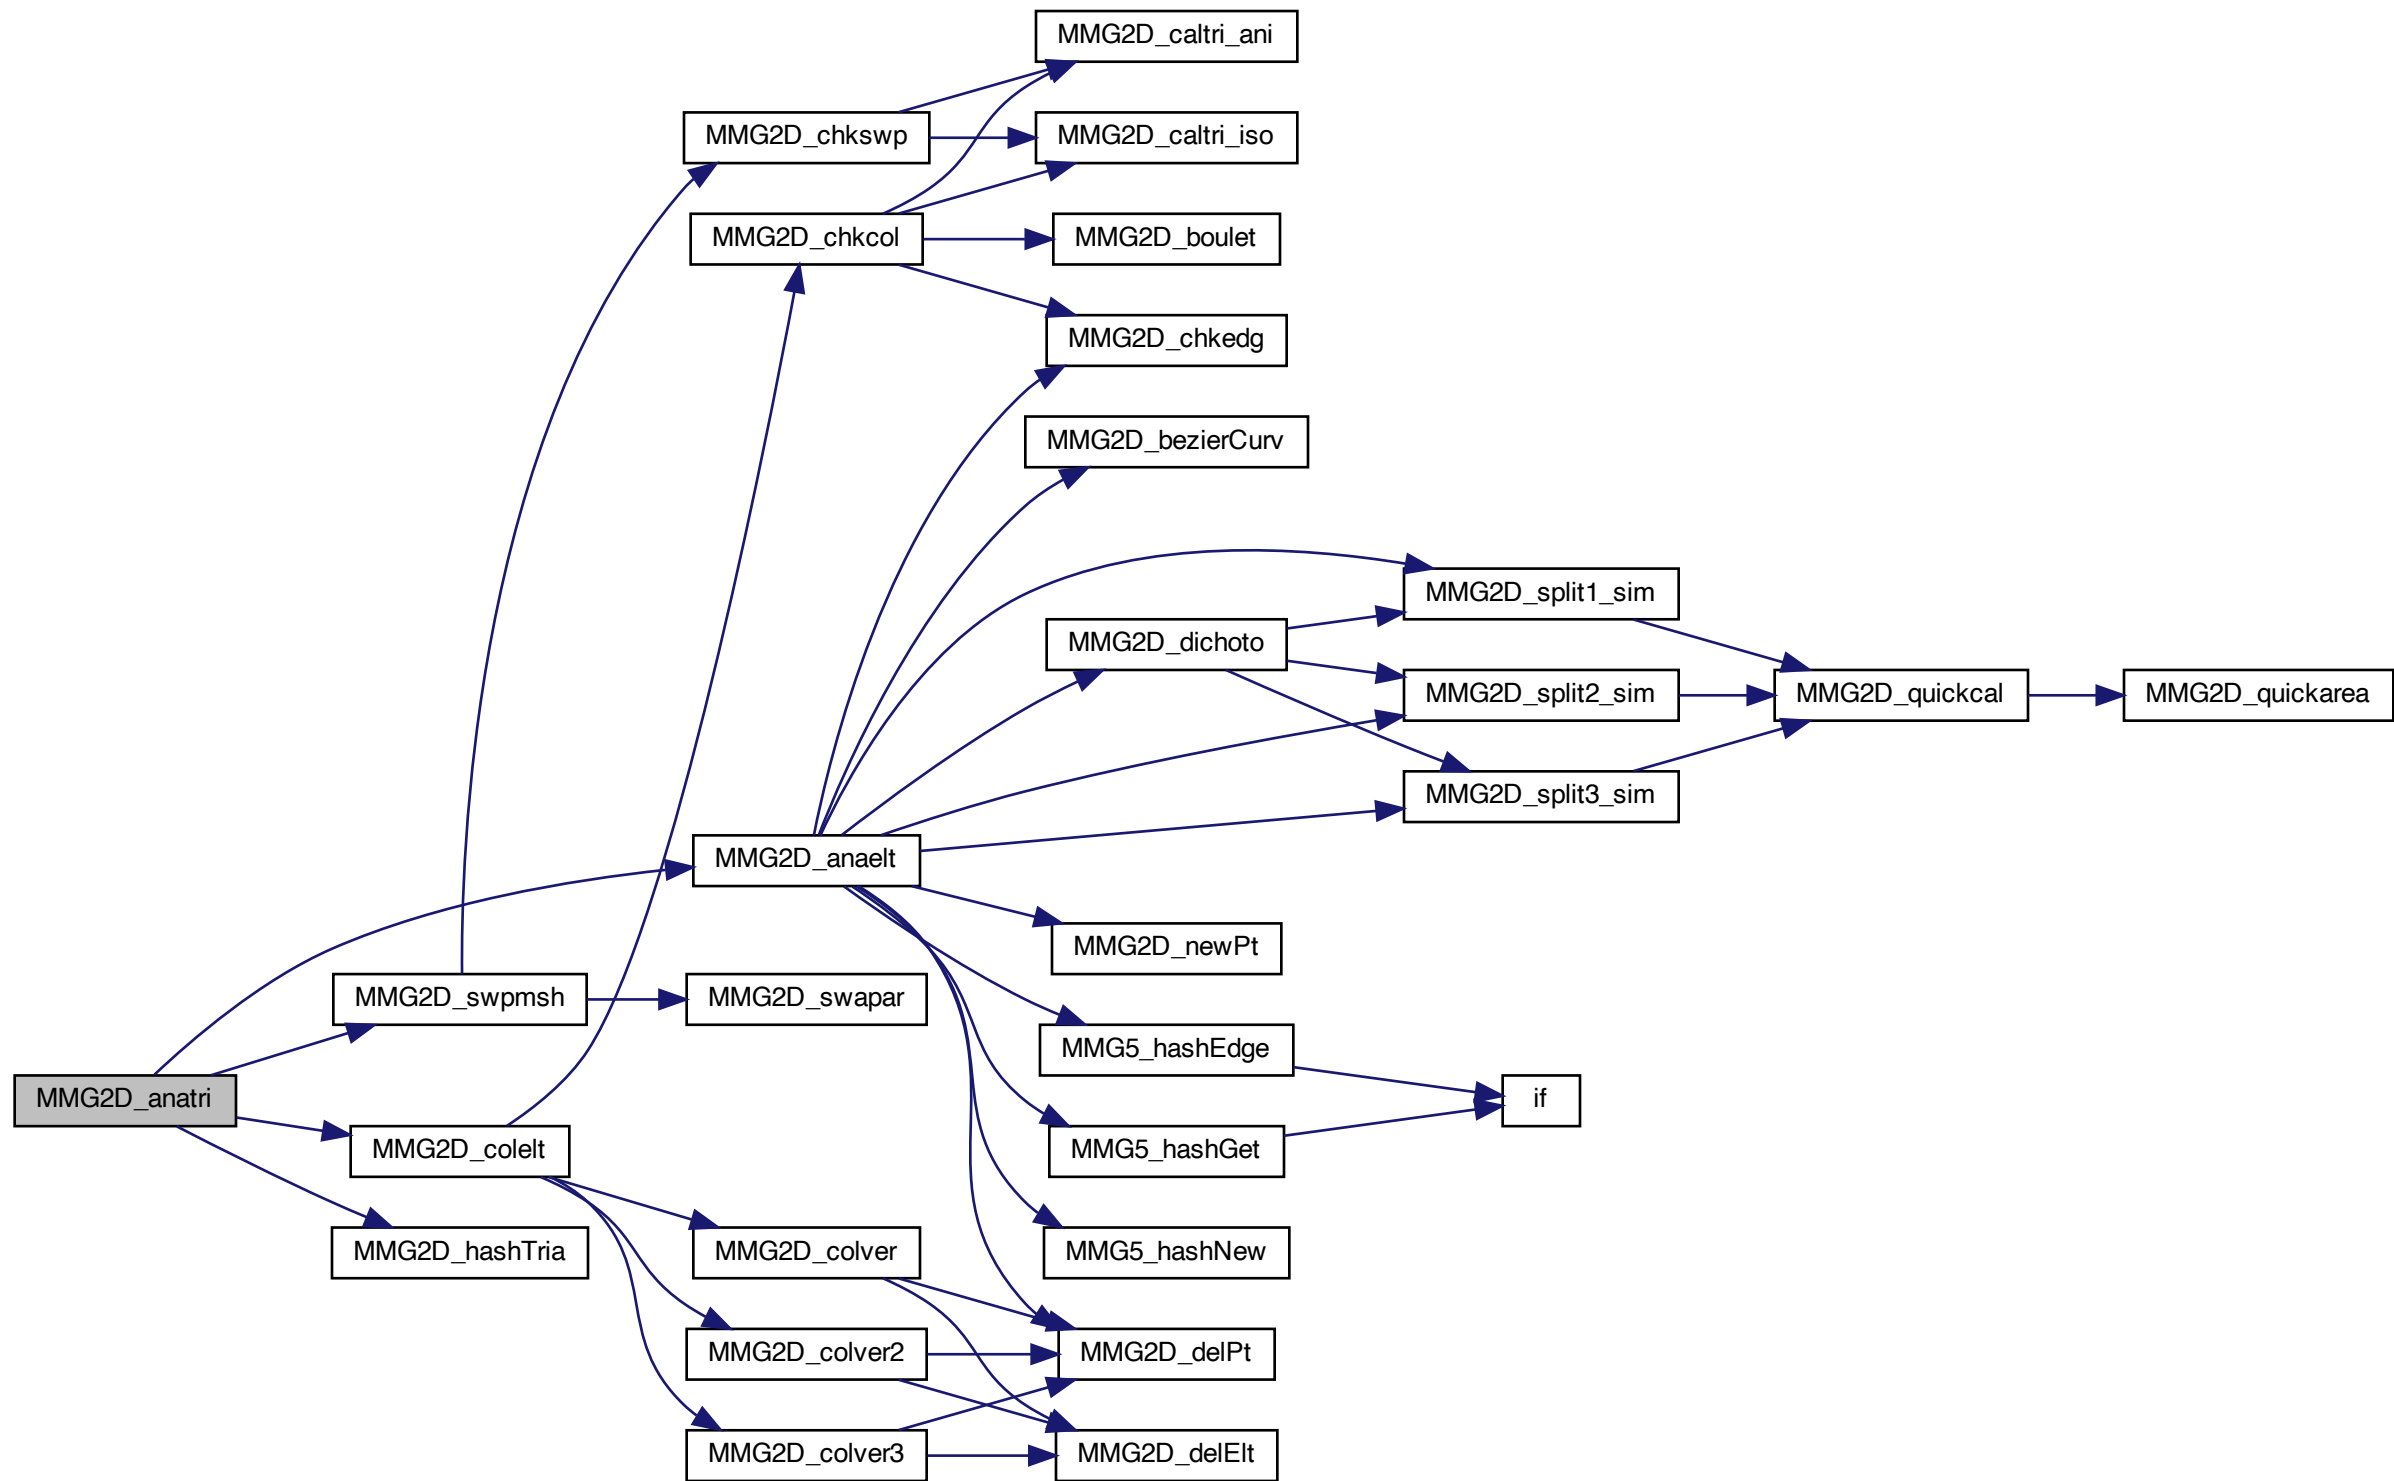 MMG2D_caltri_ani
MMG2D_chkswp
MMG2D_caltri_iso
MMG2D_chkcol
MMG2D_boulet
MMG2D_chkedg
MMG2D_bezierCurv
MMG2D_split1_sim
MMG2D_dichoto
MMG2D_split2_sim
MMG2D_quickcal
MMG2D_quickarea
MMG2D_split3_sim
MMG2D_anaelt
MMG2D_newPt
MMG2D_swpmsh
MMG2D_swapar
MMG5_hashEdge
MMG2D_anatri
if
MMG2D_colelt
MMG5_hashGet
MMG2D_hashTria
MMG2D_colver
MMG5_hashNew
MMG2D_colver2
MMG2D_delPt
MMG2D_colver3
MMG2D_delElt